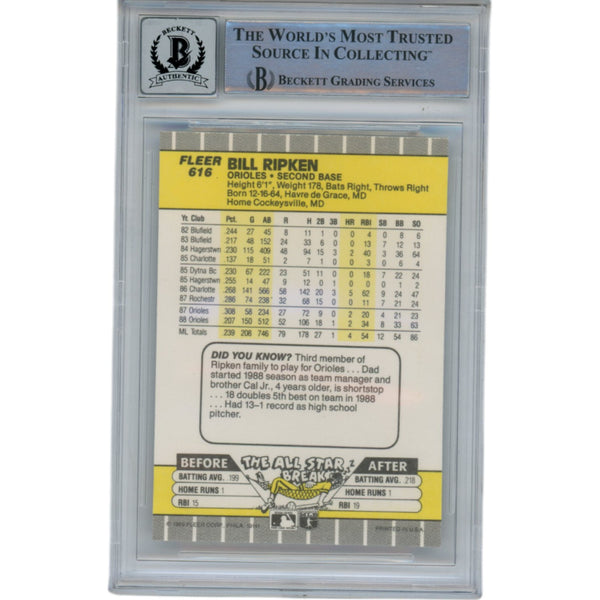 BECKETT
AUTHENTIC
THE WORLD'S MOST TRUSTED
SOURCE IN COLLECTING™
B BECKETT GRADING SERVICES
FLEER
616
BILL RIPKEN
ORIOLES • SECOND BASE
Height 6'1", Weight 178, Bats Right, Throws Right
Born 12-16-64, Havre de Grace, MD
Home Cockeysville, MD
Yr. Club Pct. G AB R H 2B 3B HR RBI SB BB SO
82 Blufield .244 27 45 8 11 1 0 0 4 0 8 6
83 Blufield .217 48 152 24 33 6 0 0 13 7 12 13
84 Hagerstwn .230 115 409 48 94 15 3 2 40 3 36 64
85 Charlotte .137 18 51 2 7 1 0 0 3 0 6 4
85 Dytna Bc .230 67 222 23 51 11 0 0 18 7 22 24
85 Hagerstwn .255 14 47 9 12 0 1 0 0 0 6 3
86 Charlotte .268 141 566 58 142 20 3 5 62 9 24 47
87 Rochestr .286 74 238 32 68 15 0 0 11 7 21 24
87 Orioles .308 58 234 27 72 9 0 2 20 4 21 23
88 Orioles .207 150 512 52 106 18 1 2 34 8 33 63
ML Totals .239 208 746 79 178 27 1 4 54 12 54 86
DID YOU KNOW? Third member of
Ripken family to play for Orioles . . . Dad
started 1988 season as team manager and
brother Cal Jr., 4 years older, is shortstop
. . . 18 doubles 5th best on team in 1988
. . . Had 13–1 record as high school
pitcher.
BEFORE THE ALL STAR BREAK AFTER
BATTING AVG. .199 BATTING AVG. .218
HOME RUNS 1 HOME RUNS 1
RBI 15 RBI 19
© 1989 FLEER CORP., PHILA. 19141 PRINTED IN U.S.A.